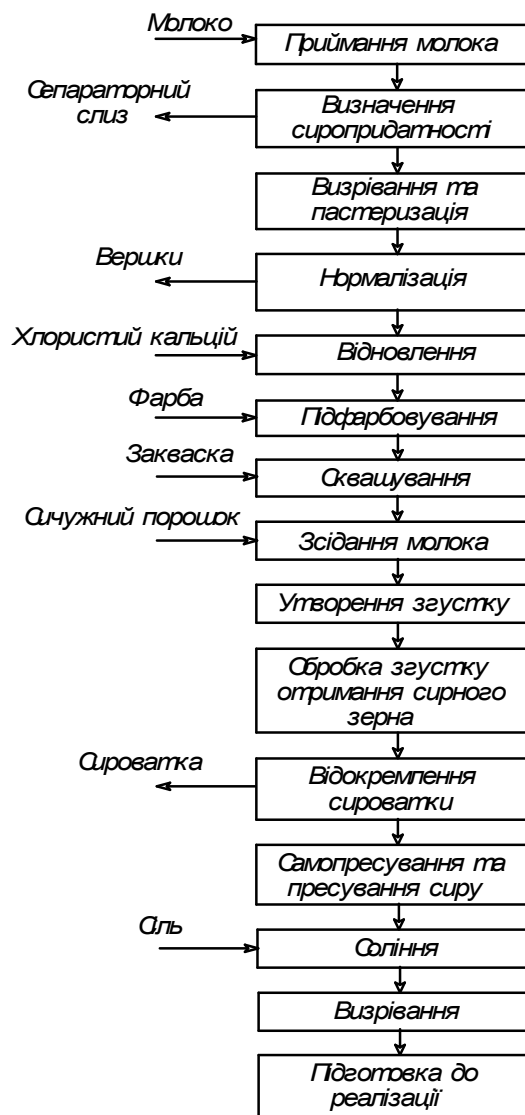 Молоко
Приймання молока
Сепараторний
слиз
Визначення
сиропридатності
Визрівання та
пастеризація
Вершки
Нормалізація
Хлористий кальцій
Відновлення
Фарба
Підфарбовування
Закваска
Сквашування
Сичужний порошок
Зсідання молока
Утворення згустку
Обробка згустку
отримання сирного
зерна
Сироватка
Відокремлення
сироватки
Самопресування та
пресування сиру
Сіль
Соління
Визрівання
Підготовка до
реалізації